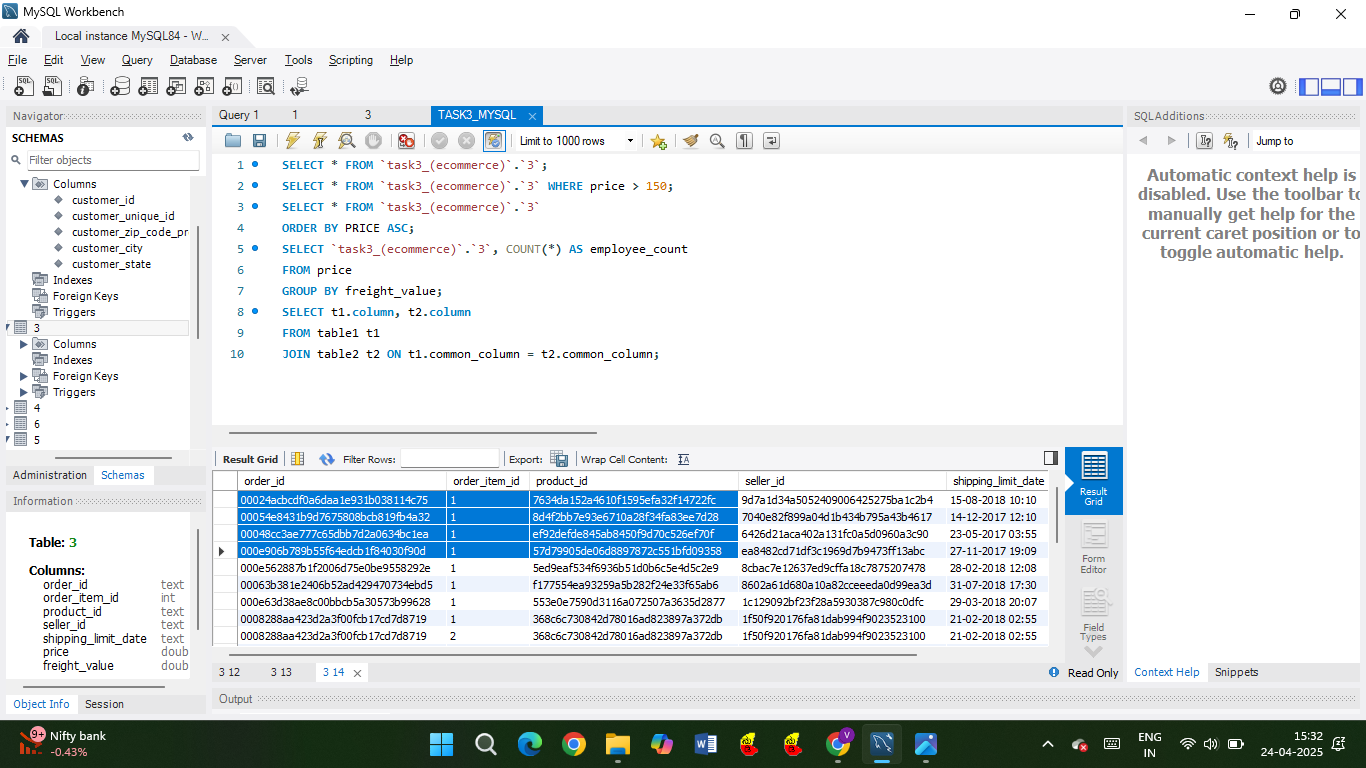 MySQL Workbench
Local instance MySQL84 - W...
File Edit View Query Database Server Tools Scripting Help
Navigator
SCHEMAS
Filter objects
Columns
customer_id
customer_unique_id
customer_zip_code_pr
customer_city
customer_state
Indexes
Foreign Keys
Triggers
3
Columns
Indexes
Foreign Keys
Triggers
4
6
5
Administration Schemas
Information
Table: 3
Columns:
order_id text
order_item_id int
product_id text
seller_id text
shipping_limit_date text
price doub
freight_value doub
Object Info Session
Query 1 1 3 TASK3_MYSQL
Limit to 1000 rows
1 SELECT * FROM `task3_(ecommerce)`.`3`;
2 SELECT * FROM `task3_(ecommerce)`.`3` WHERE price > 150;
3 SELECT * FROM `task3_(ecommerce)`.`3`
4 ORDER BY PRICE ASC;
5 SELECT `task3_(ecommerce)`.`3`, COUNT(*) AS employee_count
6 FROM price
7 GROUP BY freight_value;
8 SELECT t1.column, t2.column
9 FROM table1 t1
10 JOIN table2 t2 ON t1.common_column = t2.common_column;
Result Grid Filter Rows: Export: Wrap Cell Content:
order_id order_item_id product_id seller_id shipping_limit_date
00024acbcdf0a6daa1e931b038114c75 1 7634da152a4610f1595efa32f14722fc 9d7a1d34a5052409006425275ba1c2b4 15-08-2018 10:10
00054e8431b9d7675808bcb819fb4a32 1 8d4f2bb7e93e6710a28f34fa83ee7d28 7040e82f899a04d1b434b795a43b4617 14-12-2017 12:10
00048cc3ae777c65dbb7d2a0634bc1ea 1 ef92defde845ab8450f9d70c526ef70f 6426d21aca402a131fc0a5d0960a3c90 23-05-2017 03:55
000e906b789b55f64edcb1f84030f90d 1 57d79905de06d8897872c551bfd09358 ea8482cd71df3c1969d7b9473ff13abc 27-11-2017 19:09
000e562887b1f2006d75e0be9558292e 1 5ed9eaf534f6936b51d0b6c5e4d5c2e9 8cbac7e12637ed9cffa18c7875207478 28-02-2018 12:08
00063b381e2406b52ad429470734ebd5 1 f177554ea93259a5b282f24e33f65ab6 8602a61d680a10a82cceeeda0d99ea3d 31-07-2018 17:30
000e63d38ae8c00bbcb5a30573b99628 1 553e0e7590d3116a072507a3635d2877 1c129092bf23f28a5930387c980c0dfc 29-03-2018 20:07
0008288aa423d2a3f00fcb17cd7d8719 1 368c6c730842d78016ad823897a372db 1f50f920176fa81dab994f9023523100 21-02-2018 02:55
0008288aa423d2a3f00fcb17cd7d8719 2 368c6c730842d78016ad823897a372db 1f50f920176fa81dab994f9023523100 21-02-2018 02:55
Result
Grid
Form
Editor
Field
Types
3 12 3 13 3 14
Read Only
Output
SQLAdditions
Jump to
Automatic context help is
disabled. Use the toolbar to
manually get help for the
current caret position or to
toggle automatic help.
Context Help Snippets
9+
Nifty bank
-0.43%
V
ENG
IN
15:32
24-04-2025